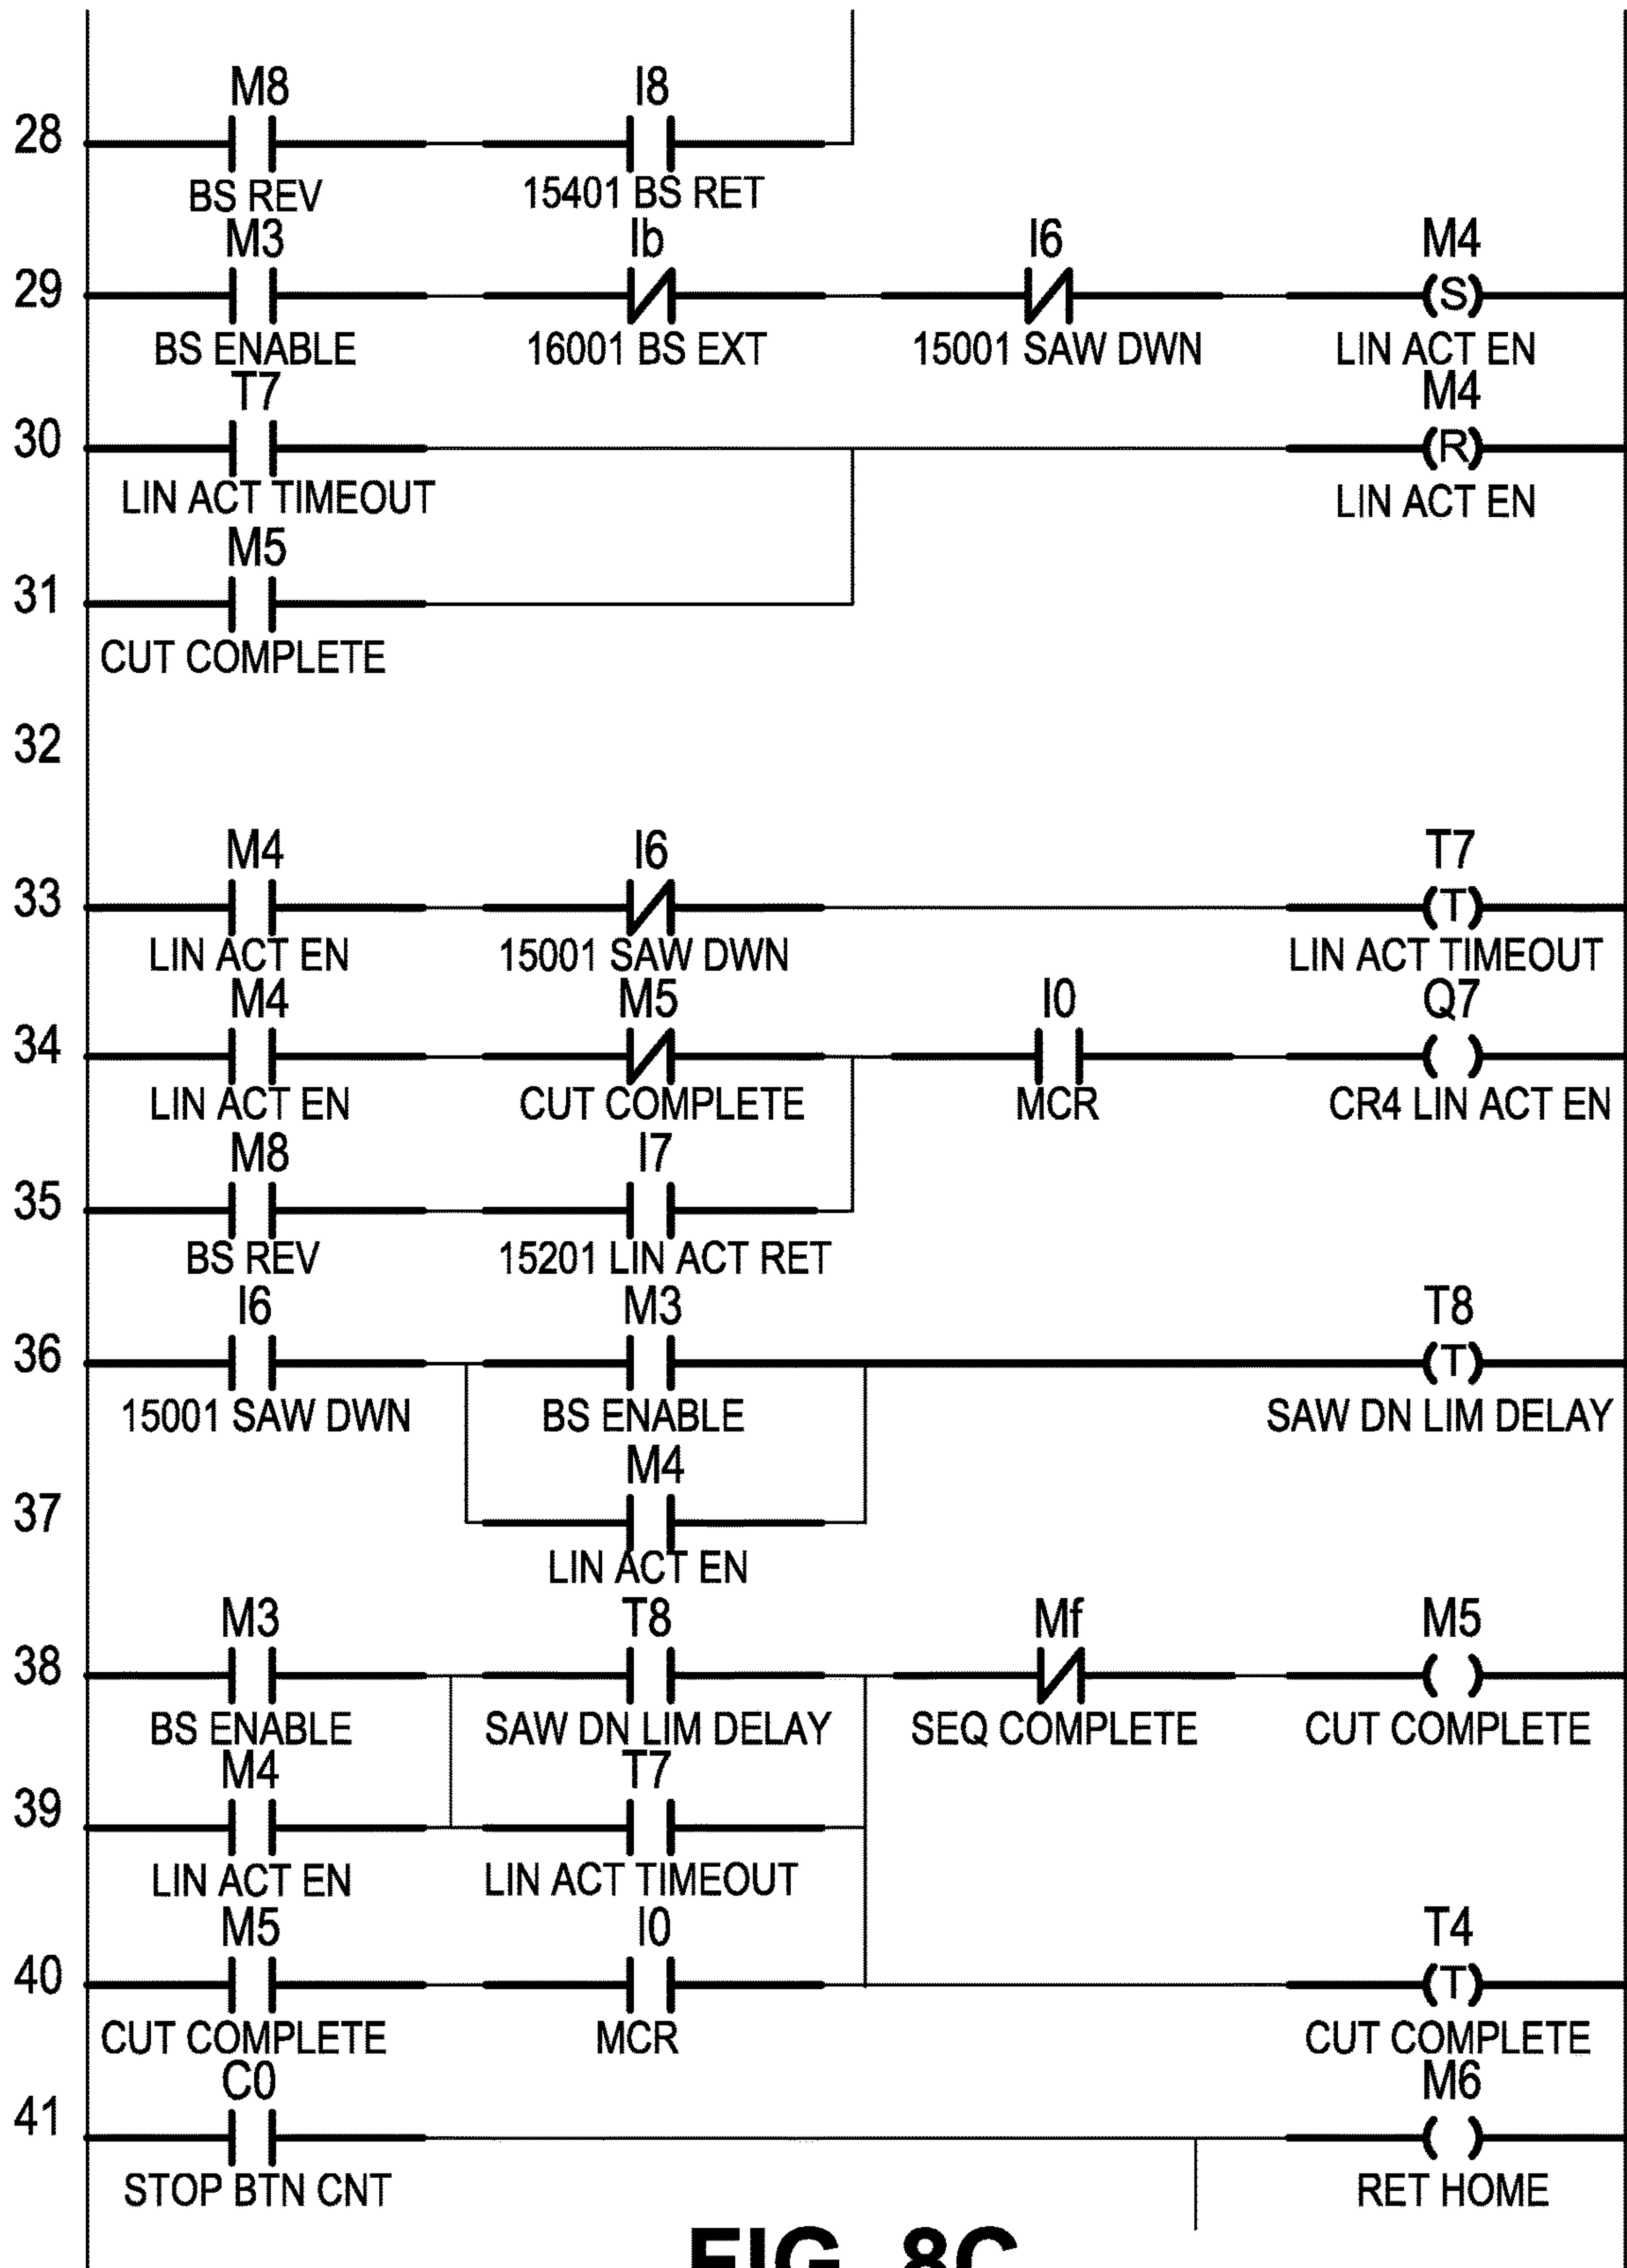 M8 I8
28
BS REV 15401 BS RET
M3 Ib I6 M4
29 (S)
BS ENABLE 16001 BS EXT 15001 SAW DWN LIN ACT EN
T7 M4
30 (R)
LIN ACT TIMEOUT LIN ACT EN
M5
31
CUT COMPLETE
32
M4 I6 T7
33 (T)
LIN ACT EN 15001 SAW DWN LIN ACT TIMEOUT
M4 M5 I0 Q7
34 ( )
LIN ACT EN CUT COMPLETE MCR CR4 LIN ACT EN
M8 I7
35
BS REV 15201 LIN ACT RET
I6 M3 T8
36 (T)
15001 SAW DWN BS ENABLE SAW DN LIM DELAY
M4
37
LIN ACT EN
M3 T8 Mf M5
38 ( )
BS ENABLE SAW DN LIM DELAY SEQ COMPLETE CUT COMPLETE
M4 T7
39
LIN ACT EN LIN ACT TIMEOUT
M5 I0 T4
40 (T)
CUT COMPLETE MCR CUT COMPLETE
C0 M6
41 ( )
STOP BTN CNT RET HOME
FIG. 8C